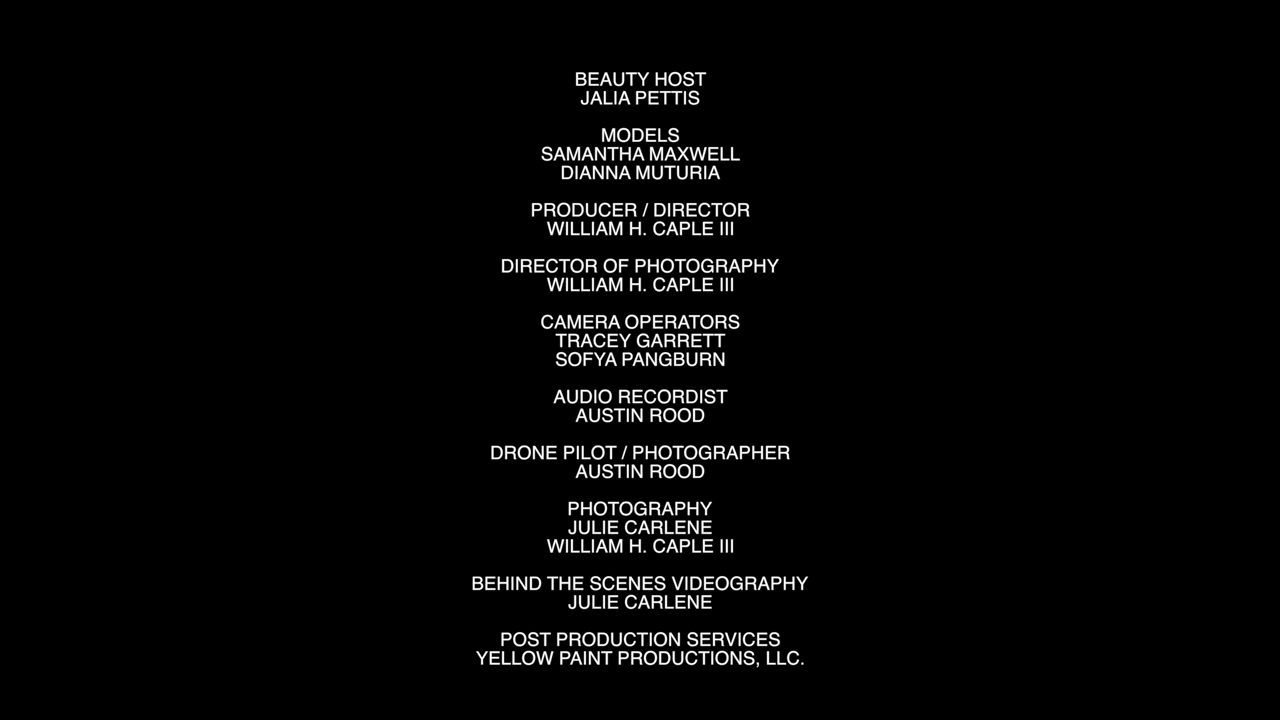 BEAUTY HOST
JALIA PETTIS
MODELS
SAMANTHA MAXWELL
DIANNA MUTURIA
PRODUCER / DIRECTOR
WILLIAM H. CAPLE III
DIRECTOR OF PHOTOGRAPHY
WILLIAM H. CAPLE III
CAMERA OPERATORS
TRACEY GARRETT
SOFYA PANGBURN
AUDIO RECORDIST
AUSTIN ROOD
DRONE PILOT / PHOTOGRAPHER
AUSTIN ROOD
PHOTOGRAPHY
JULIE CARLENE
WILLIAM H. CAPLE III
BEHIND THE SCENES VIDEOGRAPHY
JULIE CARLENE
POST PRODUCTION SERVICES
YELLOW PAINT PRODUCTIONS, LLC.